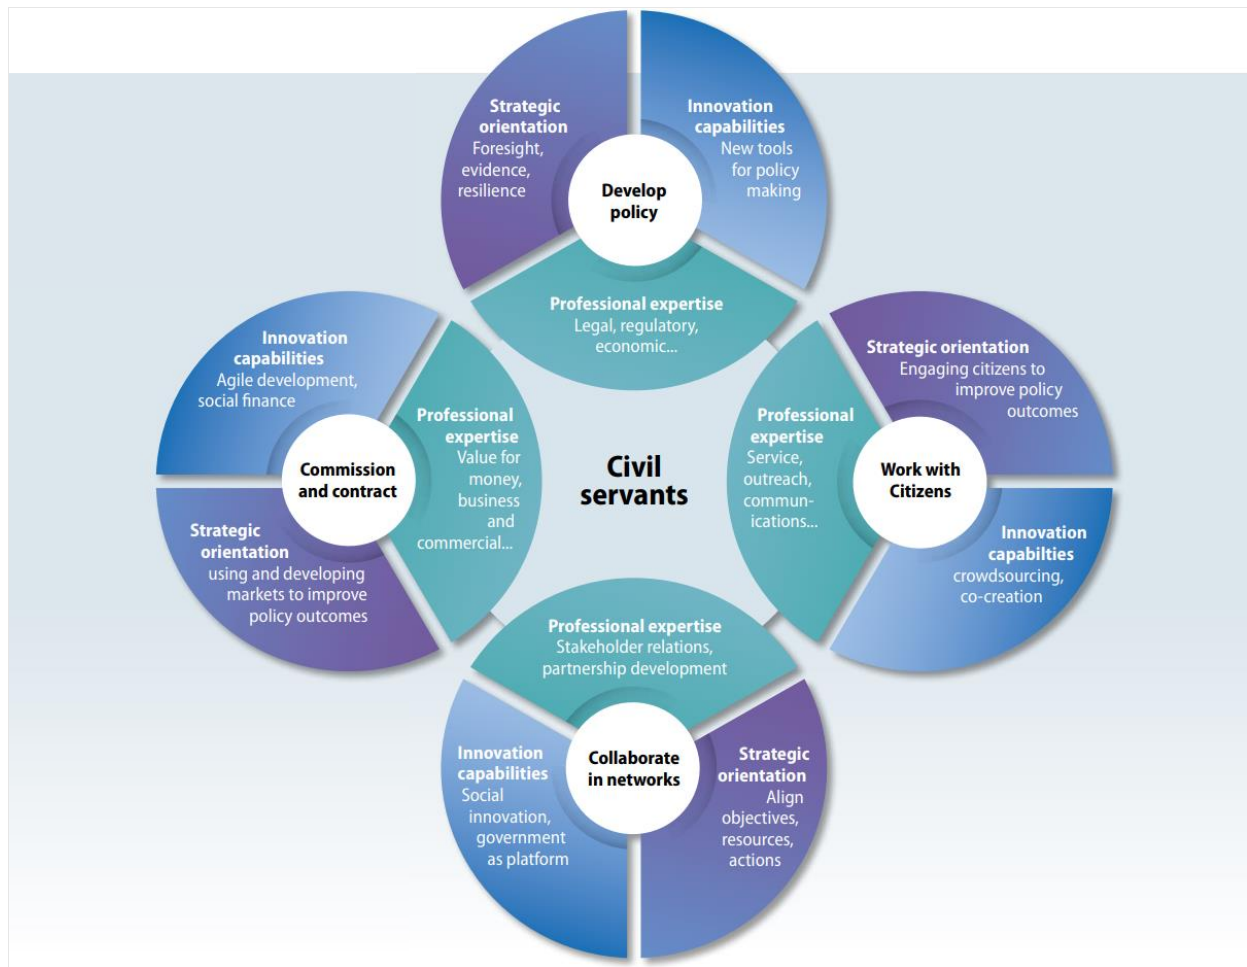 Strategic
orientation
Foresight,
evidence,
resilience
Innovation
capabilities
New tools
for policy
making
Develop
policy
Professional expertise
Legal, regulatory,
economic...
Innovation
capabilities
Agile development,
social finance
Professional
expertise
Value for
money,
business
and
commercial...
Commission
and contract
Strategic
orientation
using and developing
markets to improve
policy outcomes
Civil
servants
Strategic orientation
Engaging citizens to
improve policy
outcomes
Professional
expertise
Service,
outreach,
commun-
ications...
Work with
Citizens
Innovation
capabilties
crowdsourcing,
co-creation
Professional expertise
Stakeholder relations,
partnership development
Innovation
capabilities
Social
innovation,
government
as platform
Collaborate
in networks
Strategic
orientation
Align
objectives,
resources,
actions